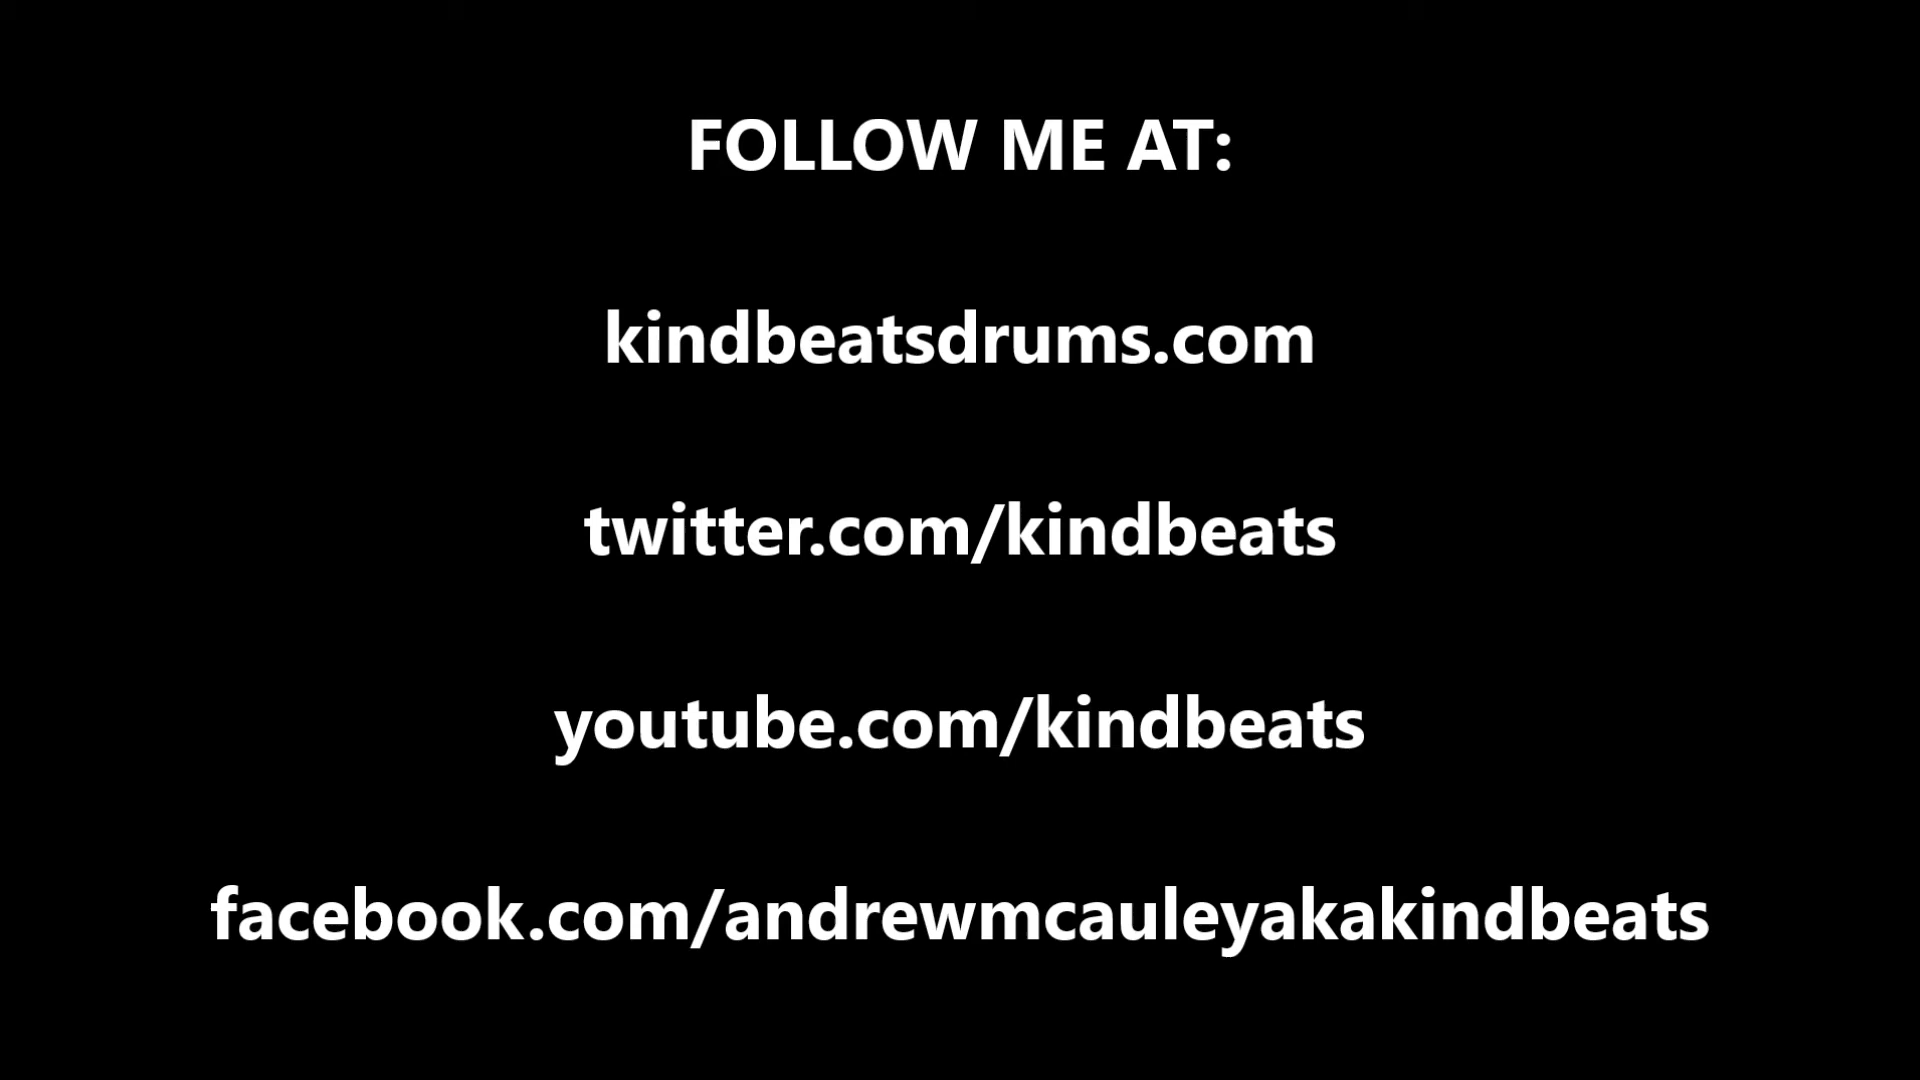 FOLLOW ME AT:
kindbeatsdrums.com
twitter.com/kindbeats
youtube.com/kindbeats
facebook.com/andrewmcauleyakakindbeats